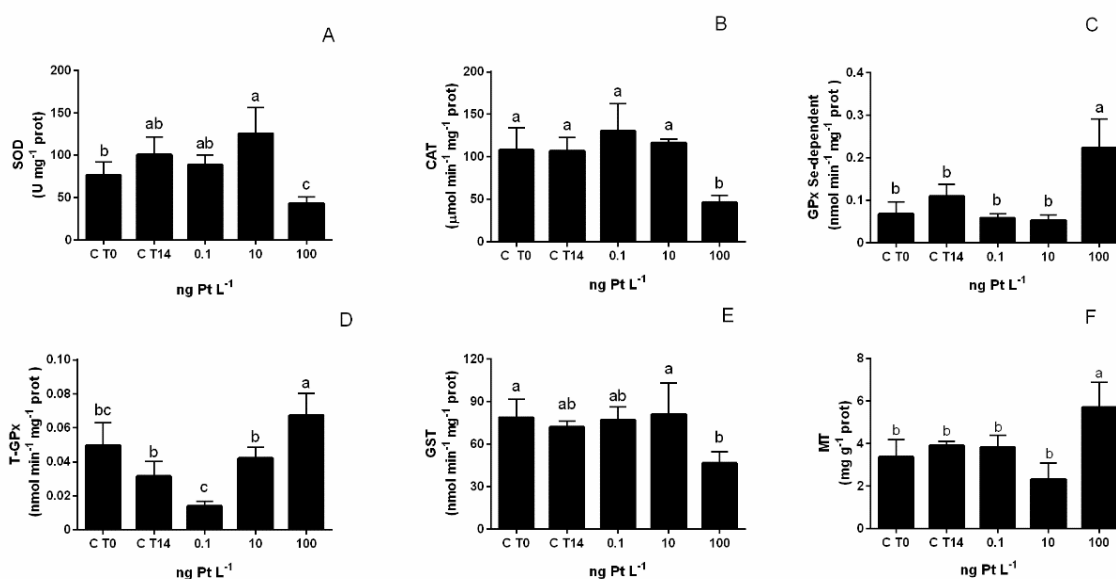 A
SOD
(U mg⁻¹ prot)
200
150
100
50
0
b
ab
ab
a
c
C T0 C T14 0.1 10 100
ng Pt L⁻¹
B
CAT
(μmol min⁻¹ mg⁻¹ prot)
200
150
100
50
0
a
a
a
a
b
C T0 C T14 0.1 10 100
ng Pt L⁻¹
C
GPx Se-dependent
(nmol min⁻¹ mg⁻¹ prot )
0.4
0.3
0.2
0.1
0.0
b
b
b
b
a
C T0 C T14 0.1 10 100
ng Pt L⁻¹
D
T-GPx
(nmol min⁻¹ mg⁻¹ prot )
0.10
0.08
0.06
0.04
0.02
0.00
bc
b
c
b
a
C T0 C T14 0.1 10 100
ng Pt L⁻¹
E
GST
(nmol min⁻¹ mg⁻¹ prot)
120
90
60
30
0
a
ab
ab
a
b
C T0 C T14 0.1 10 100
ng Pt L⁻¹
F
MT
(mg g⁻¹ prot)
8
6
4
2
0
b
b
b
b
a
C T0 C T14 0.1 10 100
ng Pt L⁻¹